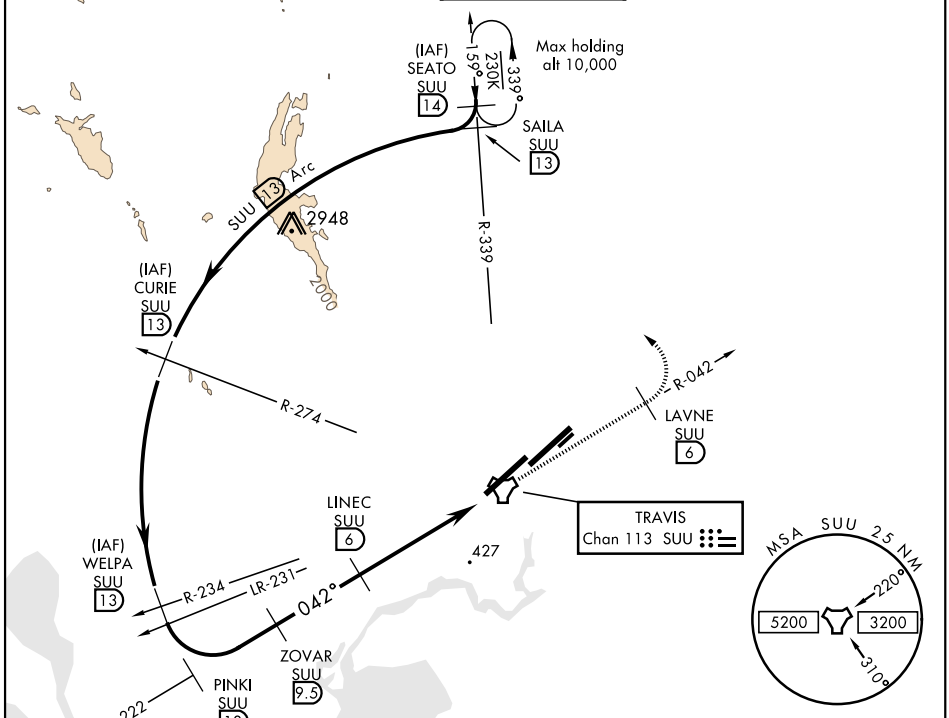 (IAF)
SEATO
SUU
14
159°
230K
339°
Max holding
alt 10,000
SAILA
SUU
13
SUU 13 Arc
2948
2000
R-339
(IAF)
CURIE
SUU
13
R-274
R-042
LAVNE
SUU
6
LINEC
SUU
6
TRAVIS
Chan 113 SUU
427
(IAF)
WELPA
SUU
13
R-234
LR-231
042°
ZOVAR
SUU
9.5
PINKI
SUU
222
MSA SUU 25 NM
220°
5200
3200
310°